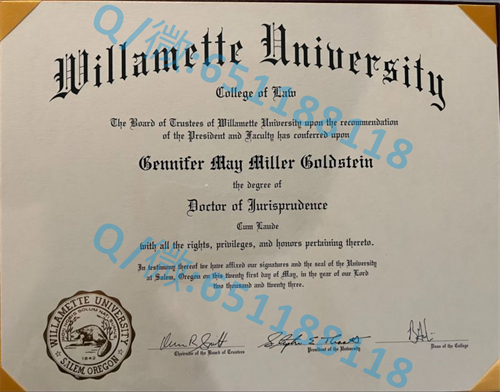 Willamette University
College of Law
The Board of Trustees of Willamette University upon the recommendation
of the President and Faculty has conferred upon
Gennifer May Miller Goldstein
the degree of
Doctor of Jurisprudence
Cum Laude
with all the rights, privileges, and honors pertaining thereto.
In testimony thereof we have affixed our signatures and the seal of the University
at Salem, Oregon on this twenty first day of May, in the year of our Lord
two thousand and twenty three.
Chairwife of the Board of Trustees
President of the University
Dean of the College
WILLAMETTE UNIVERSITY
1842
SALEM, OREGON
Q/微:651188118
Q/微:651188118